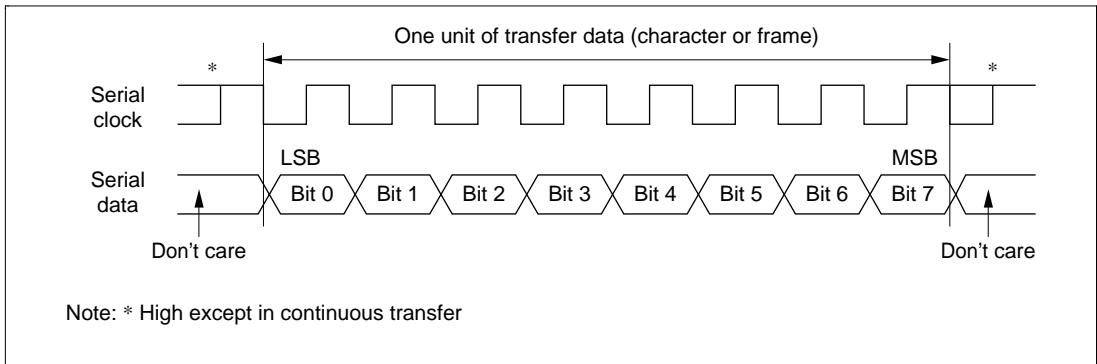 One unit of transfer data (character or frame)
* *
Serial
clock
LSB MSB
Serial
data
Bit 0 Bit 1 Bit 2 Bit 3 Bit 4 Bit 5 Bit 6 Bit 7
Don’t care Don’t care
Note: * High except in continuous transfer